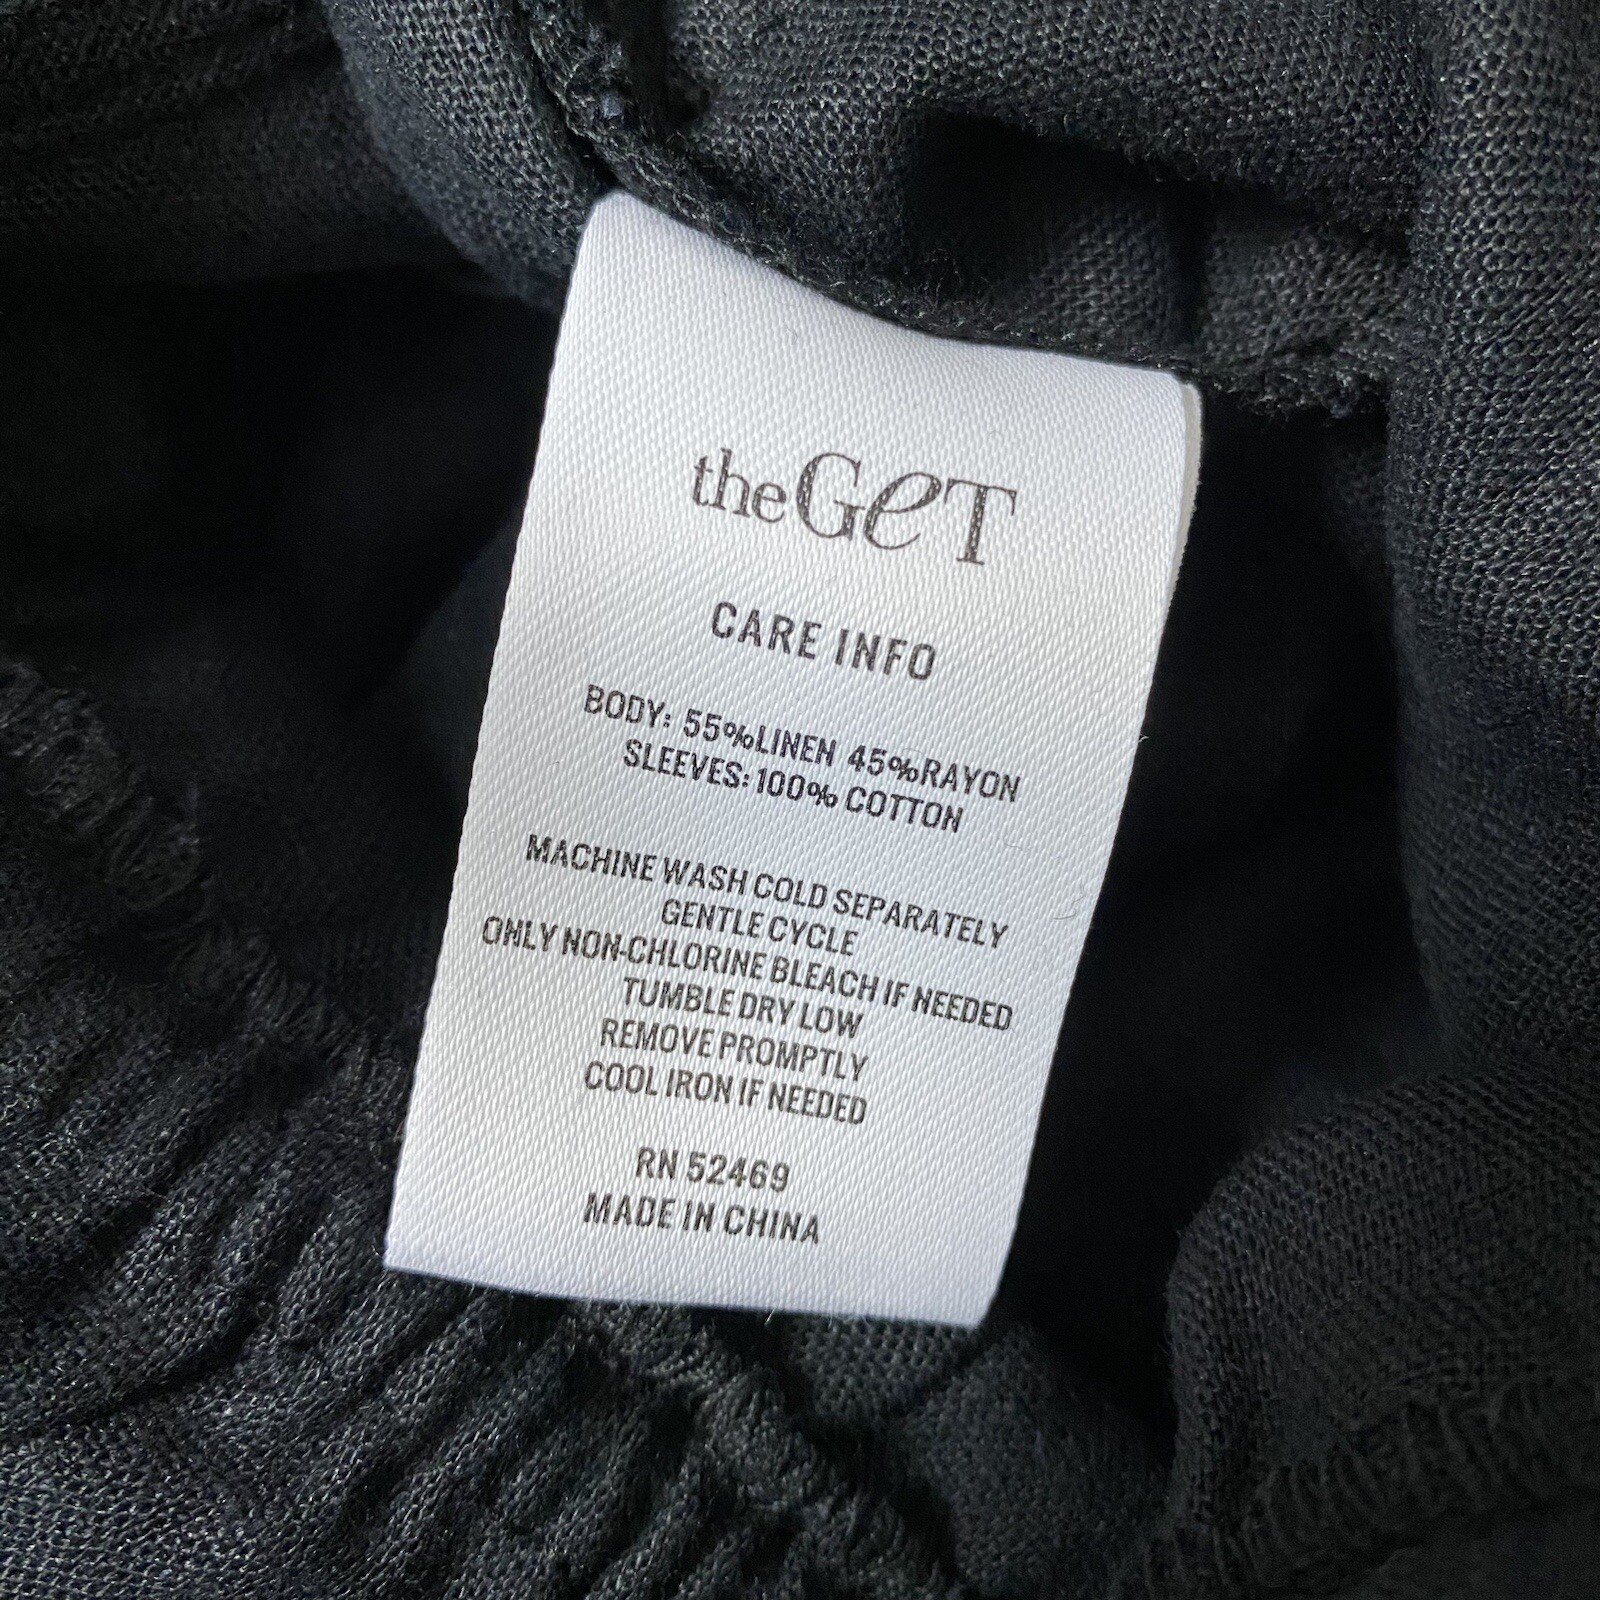 theGeT
CARE INFO
BODY: 55%LINEN 45%RAYON
SLEEVES:100% COTTON
MACHINE WASH COLD SEPARATELY
GENTLE CYCLE
ONLY NON-CHLORINE BLEACH IF NEEDED
TUMBLE DRY LOW
REMOVE PROMPTLY
COOL IRON IF NEEDED
RN 52469
MADE IN CHINA